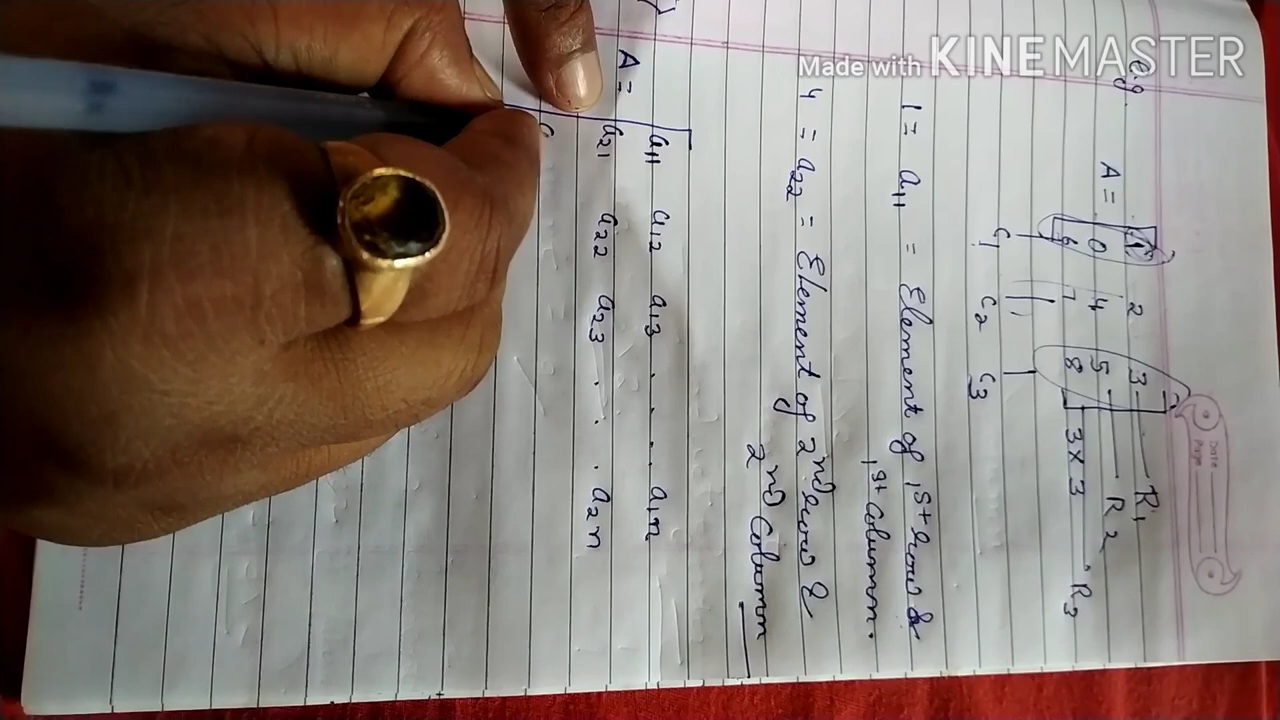 Made with KINEMASTER
Date
Page
e.g.
A = 1 2 3 R1
0 4 5 R2
6 7 8 3 x 3 R3
C1 C2 C3
1 = a11 = Element of 1st row &
1st column.
4 = a22 = Element of 2nd row &
2nd Column
A = a11 a12 a13 . . . . a1n
a21 a22 a23 . . . a2n